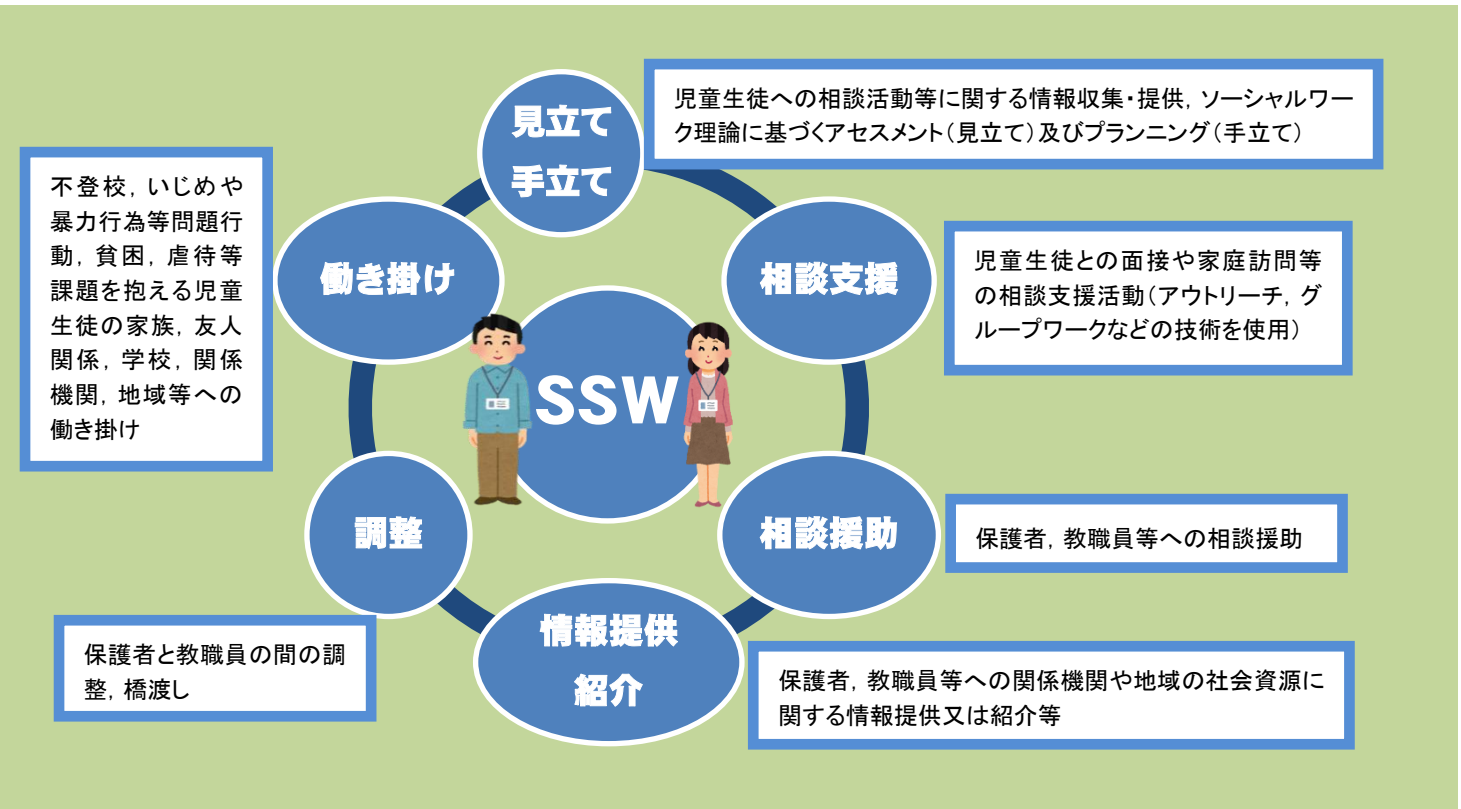 見立て
手立て
児童生徒への相談活動等に関する情報収集・提供, ソーシャルワー
ク理論に基づくアセスメント(見立て)及びプランニング(手立て)
相談支援
児童生徒との面接や家庭訪問等
の相談支援活動(アウトリーチ, グ
ループワークなどの技術を使用)
相談援助
保護者, 教職員等への相談援助
情報提供
紹介
保護者, 教職員等への関係機関や地域の社会資源に
関する情報提供又は紹介等
調整
保護者と教職員の間の調
整, 橋渡し
働き掛け
不登校, いじめや
暴力行為等問題行
動, 貧困, 虐待等
課題を抱える児童
生徒の家族, 友人
関係, 学校, 関係
機関, 地域等への
働き掛け
SSW